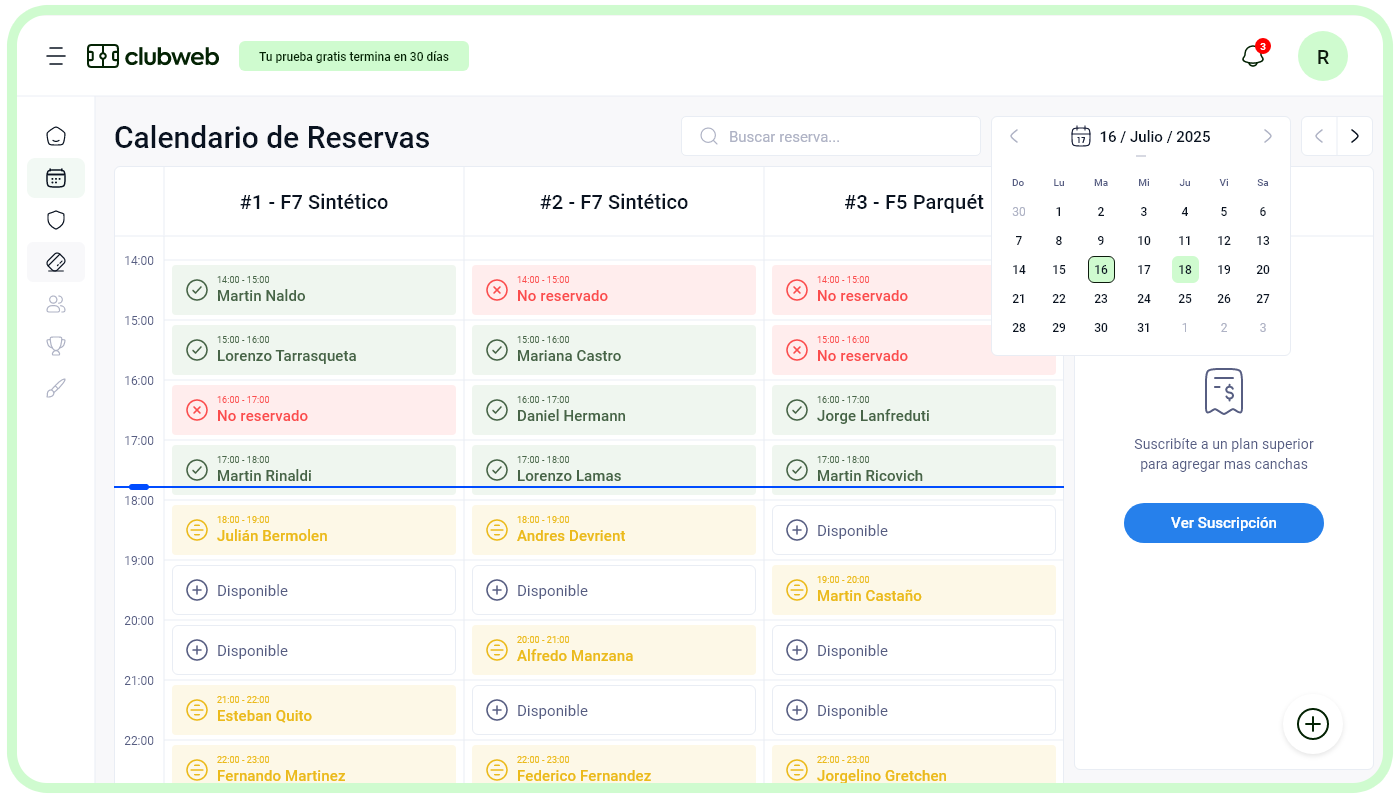 clubweb
Tu prueba gratis termina en 30 días
3
R
Calendario de Reservas
Buscar reserva...
17
16 / Julio / 2025
Do Lu Ma Mi Ju Vi Sa
30 1 2 3 4 5 6
7 8 9 10 11 12 13
14 15 16 17 18 19 20
21 22 23 24 25 26 27
28 29 30 31 1 2 3
#1 - F7 Sintético
#2 - F7 Sintético
#3 - F5 Parquét
14:00
14:00 - 15:00
Martin Naldo
14:00 - 15:00
No reservado
14:00 - 15:00
No reservado
15:00
15:00 - 16:00
Lorenzo Tarrasqueta
15:00 - 16:00
Mariana Castro
15:00 - 16:00
No reservado
16:00
16:00 - 17:00
No reservado
16:00 - 17:00
Daniel Hermann
16:00 - 17:00
Jorge Lanfreduti
17:00
17:00 - 18:00
Martin Rinaldi
17:00 - 18:00
Lorenzo Lamas
17:00 - 18:00
Martin Ricovich
18:00
18:00 - 19:00
Julián Bermolen
18:00 - 19:00
Andres Devrient
Disponible
19:00
Disponible
Disponible
19:00 - 20:00
Martin Castaño
20:00
Disponible
20:00 - 21:00
Alfredo Manzana
Disponible
21:00
21:00 - 22:00
Esteban Quito
Disponible
Disponible
22:00
22:00 - 23:00
Fernando Martinez
22:00 - 23:00
Federico Fernandez
22:00 - 23:00
Jorgelino Gretchen
$
Suscribíte a un plan superior
para agregar mas canchas
Ver Suscripción